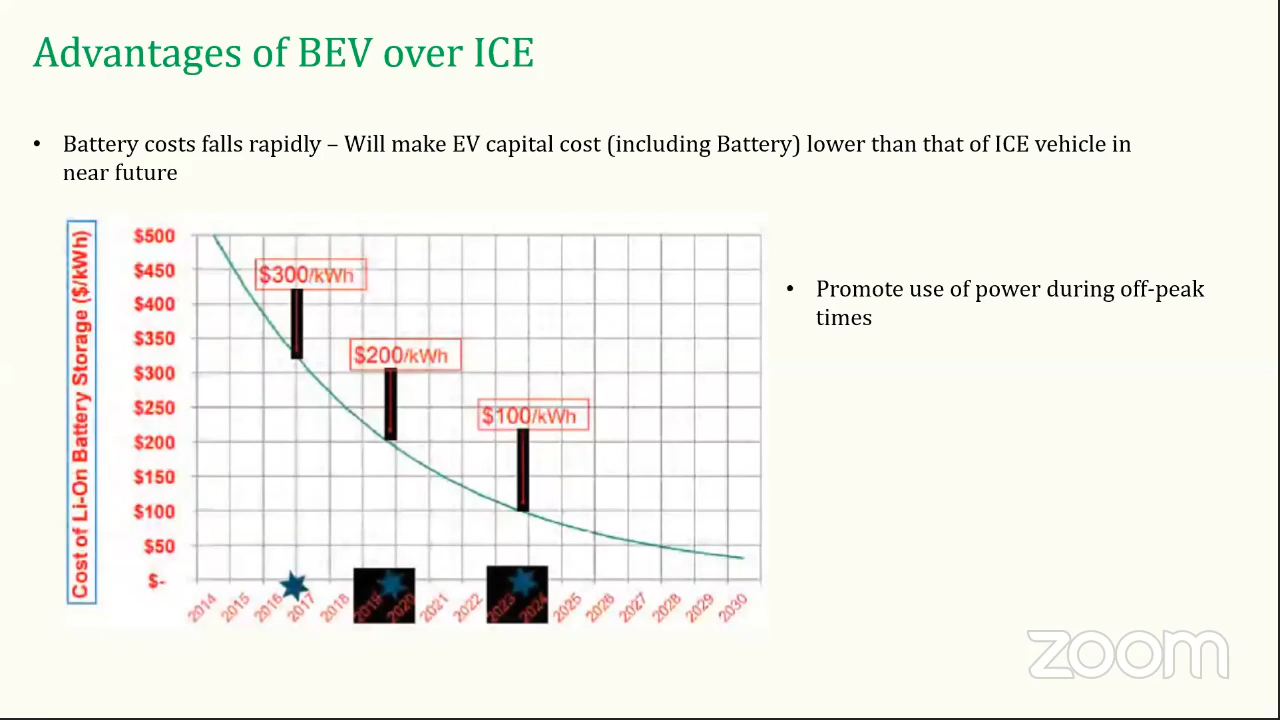 Advantages of BEV over ICE
• Battery costs falls rapidly – Will make EV capital cost (including Battery) lower than that of ICE vehicle in
near future
Cost of Li-On Battery Storage ($/kWh)
$500
$450
$400
$350
$300
$250
$200
$150
$100
$50
$-
$300/kWh
$200/kWh
$100/kWh
2014 2015 2016 2017 2018 2019 2020 2021 2022 2023 2024 2025 2026 2027 2028 2029 2030
• Promote use of power during off-peak
times
zoom